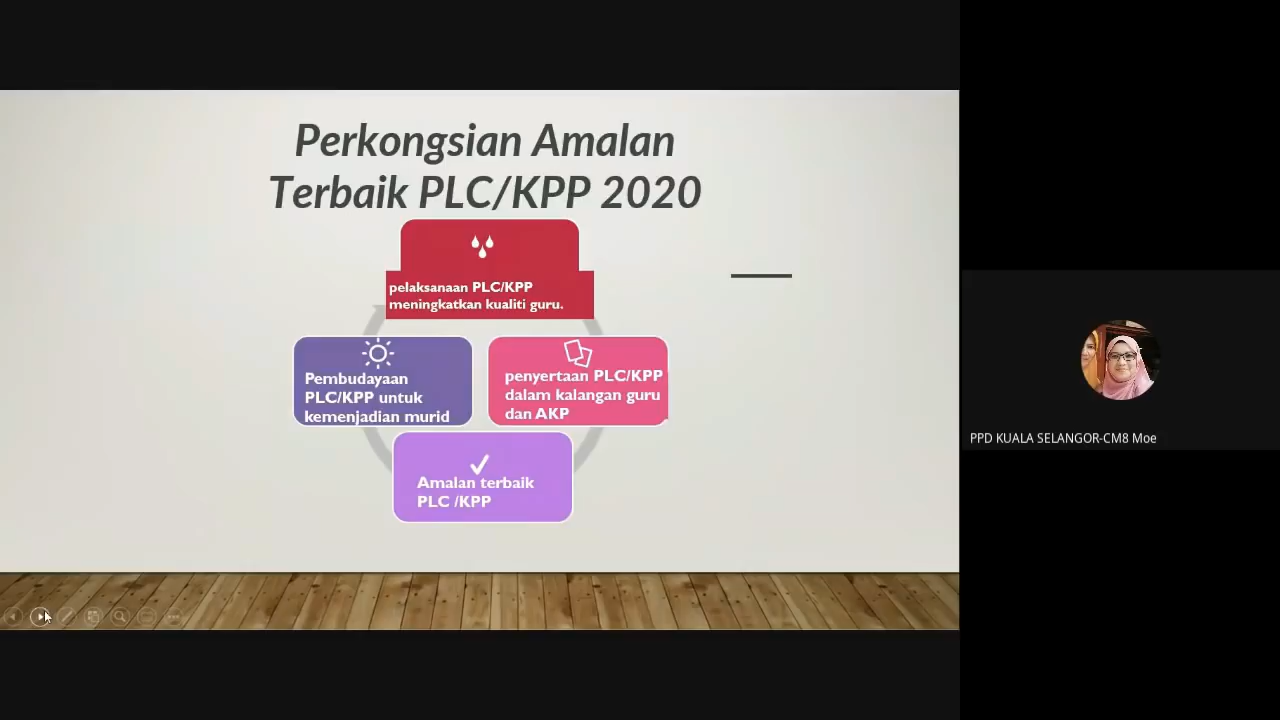 Perkongsian Amalan
Terbaik PLC/KPP 2020
pelaksanaan PLC/KPP
meningkatkan kualiti guru.
Pembudayaan
PLC/KPP untuk
kemenjadian murid
penyertaan PLC/KPP
dalam kalangan guru
dan AKP
Amalan terbaik
PLC /KPP
PPD KUALA SELANGOR-CM8 Moe